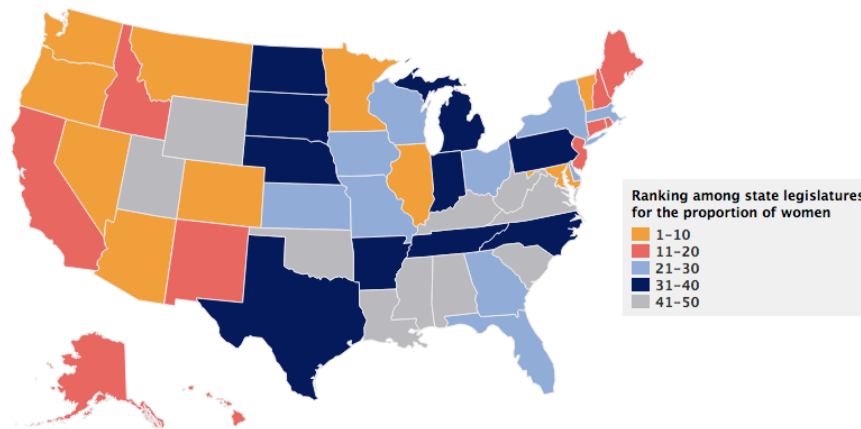 Ranking among state legislatures
for the proportion of women
1–10
11–20
21–30
31–40
41–50